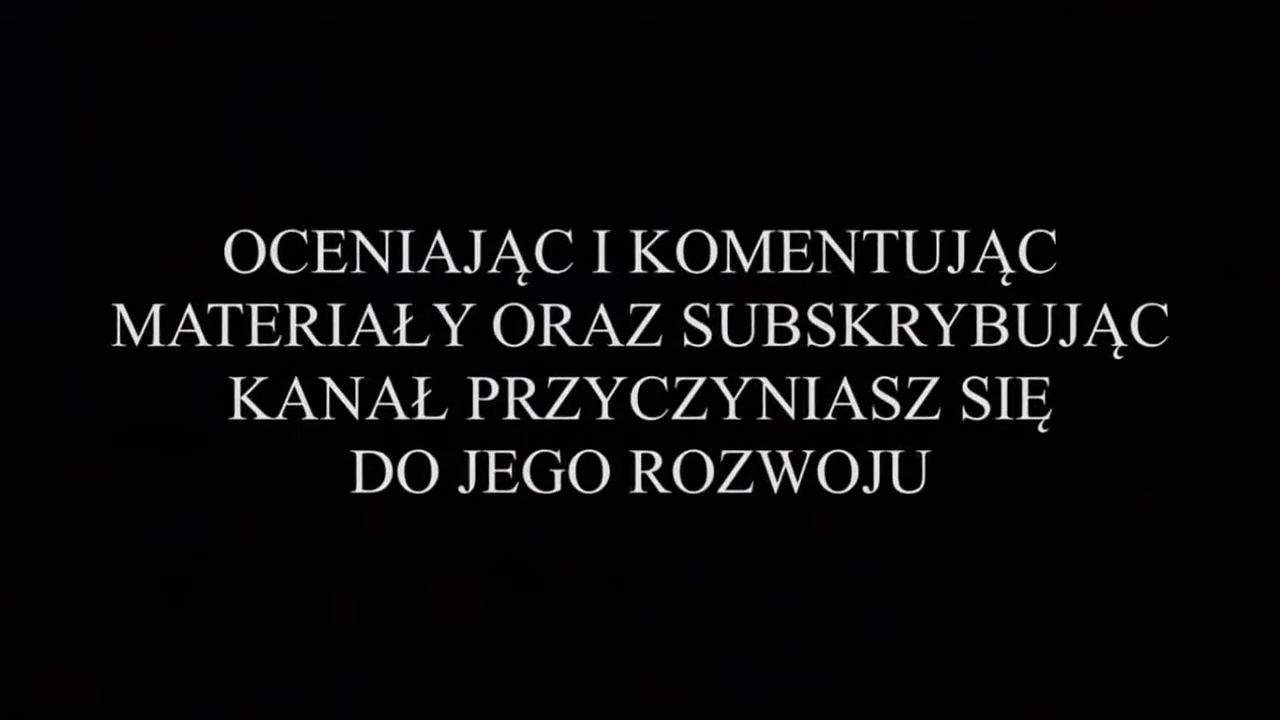 OCENIAJĄC I KOMENTUJĄC
MATERIAŁY ORAZ SUBSKRYBUJĄC
KANAŁ PRZYCZYNIASZ SIĘ
DO JEGO ROZWOJU